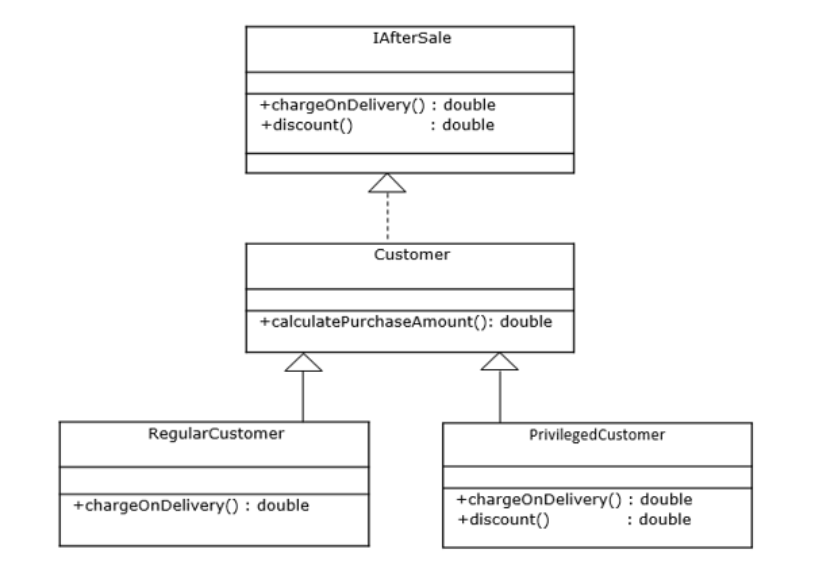 IAfterSale
+chargeOnDelivery() : double
+discount() : double
Customer
+calculatePurchaseAmount(): double
RegularCustomer
+chargeOnDelivery() : double
PrivilegedCustomer
+chargeOnDelivery() : double
+discount() : double